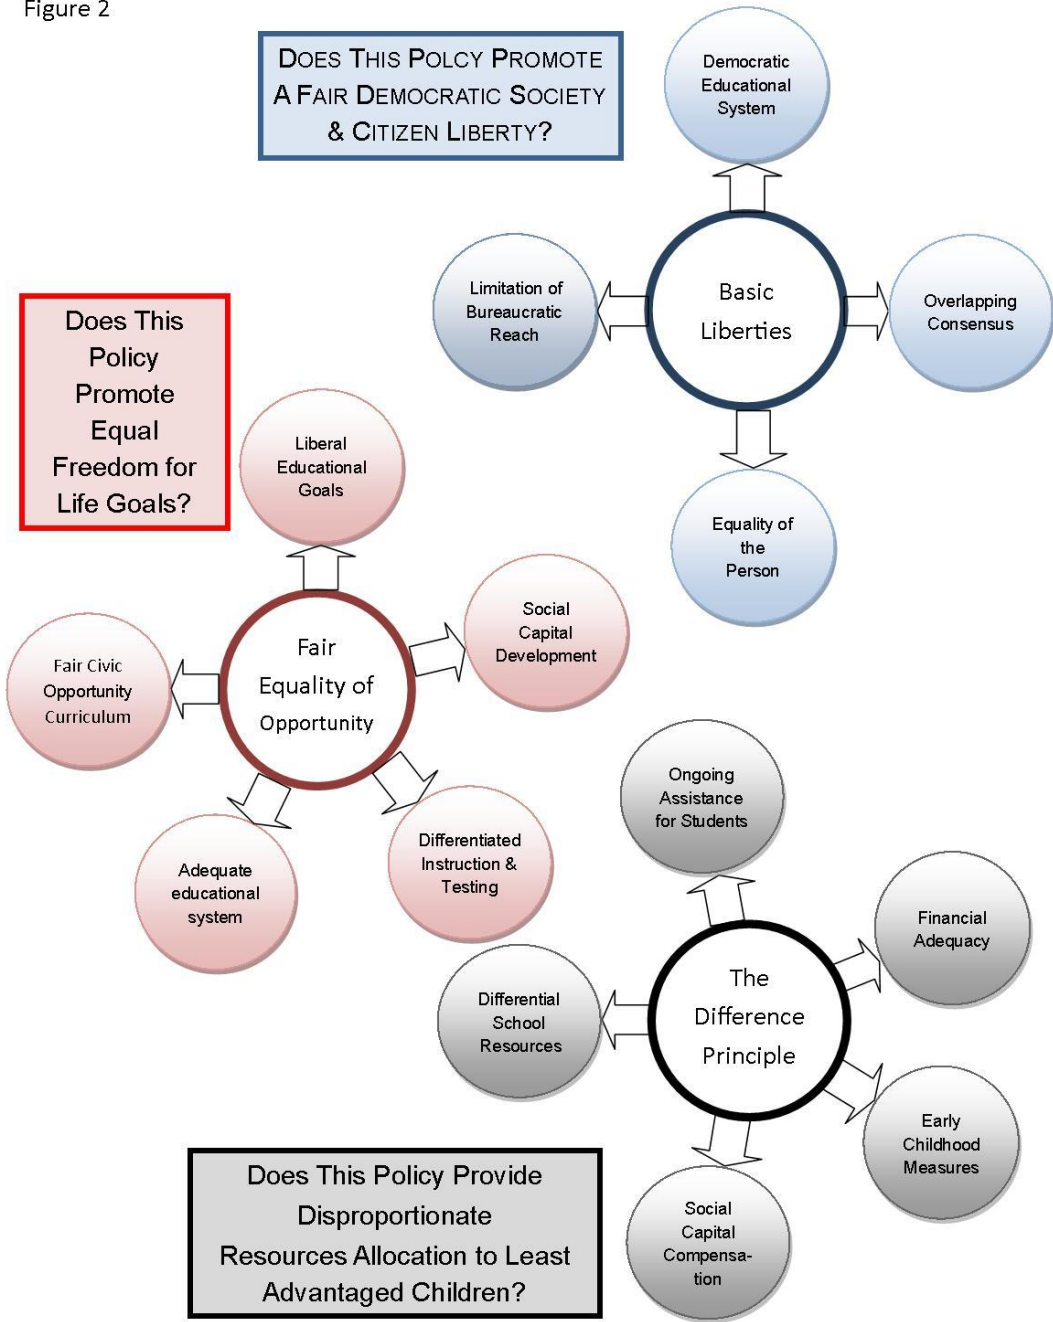 Figure 2
DOES THIS POLCY PROMOTE
A FAIR DEMOCRATIC SOCIETY
& CITIZEN LIBERTY?
Democratic
Educational
System
Limitation of
Bureaucratic
Reach
Basic
Liberties
Overlapping
Consensus
Equality of
the
Person
Does This
Policy
Promote
Equal
Freedom for
Life Goals?
Liberal
Educational
Goals
Social
Capital
Development
Fair Civic
Opportunity
Curriculum
Fair
Equality of
Opportunity
Adequate
educational
system
Differentiated
Instruction &
Testing
Ongoing
Assistance
for Students
Financial
Adequacy
Differential
School
Resources
The
Difference
Principle
Early
Childhood
Measures
Social
Capital
Compensa-
tion
Does This Policy Provide
Disproportionate
Resources Allocation to Least
Advantaged Children?